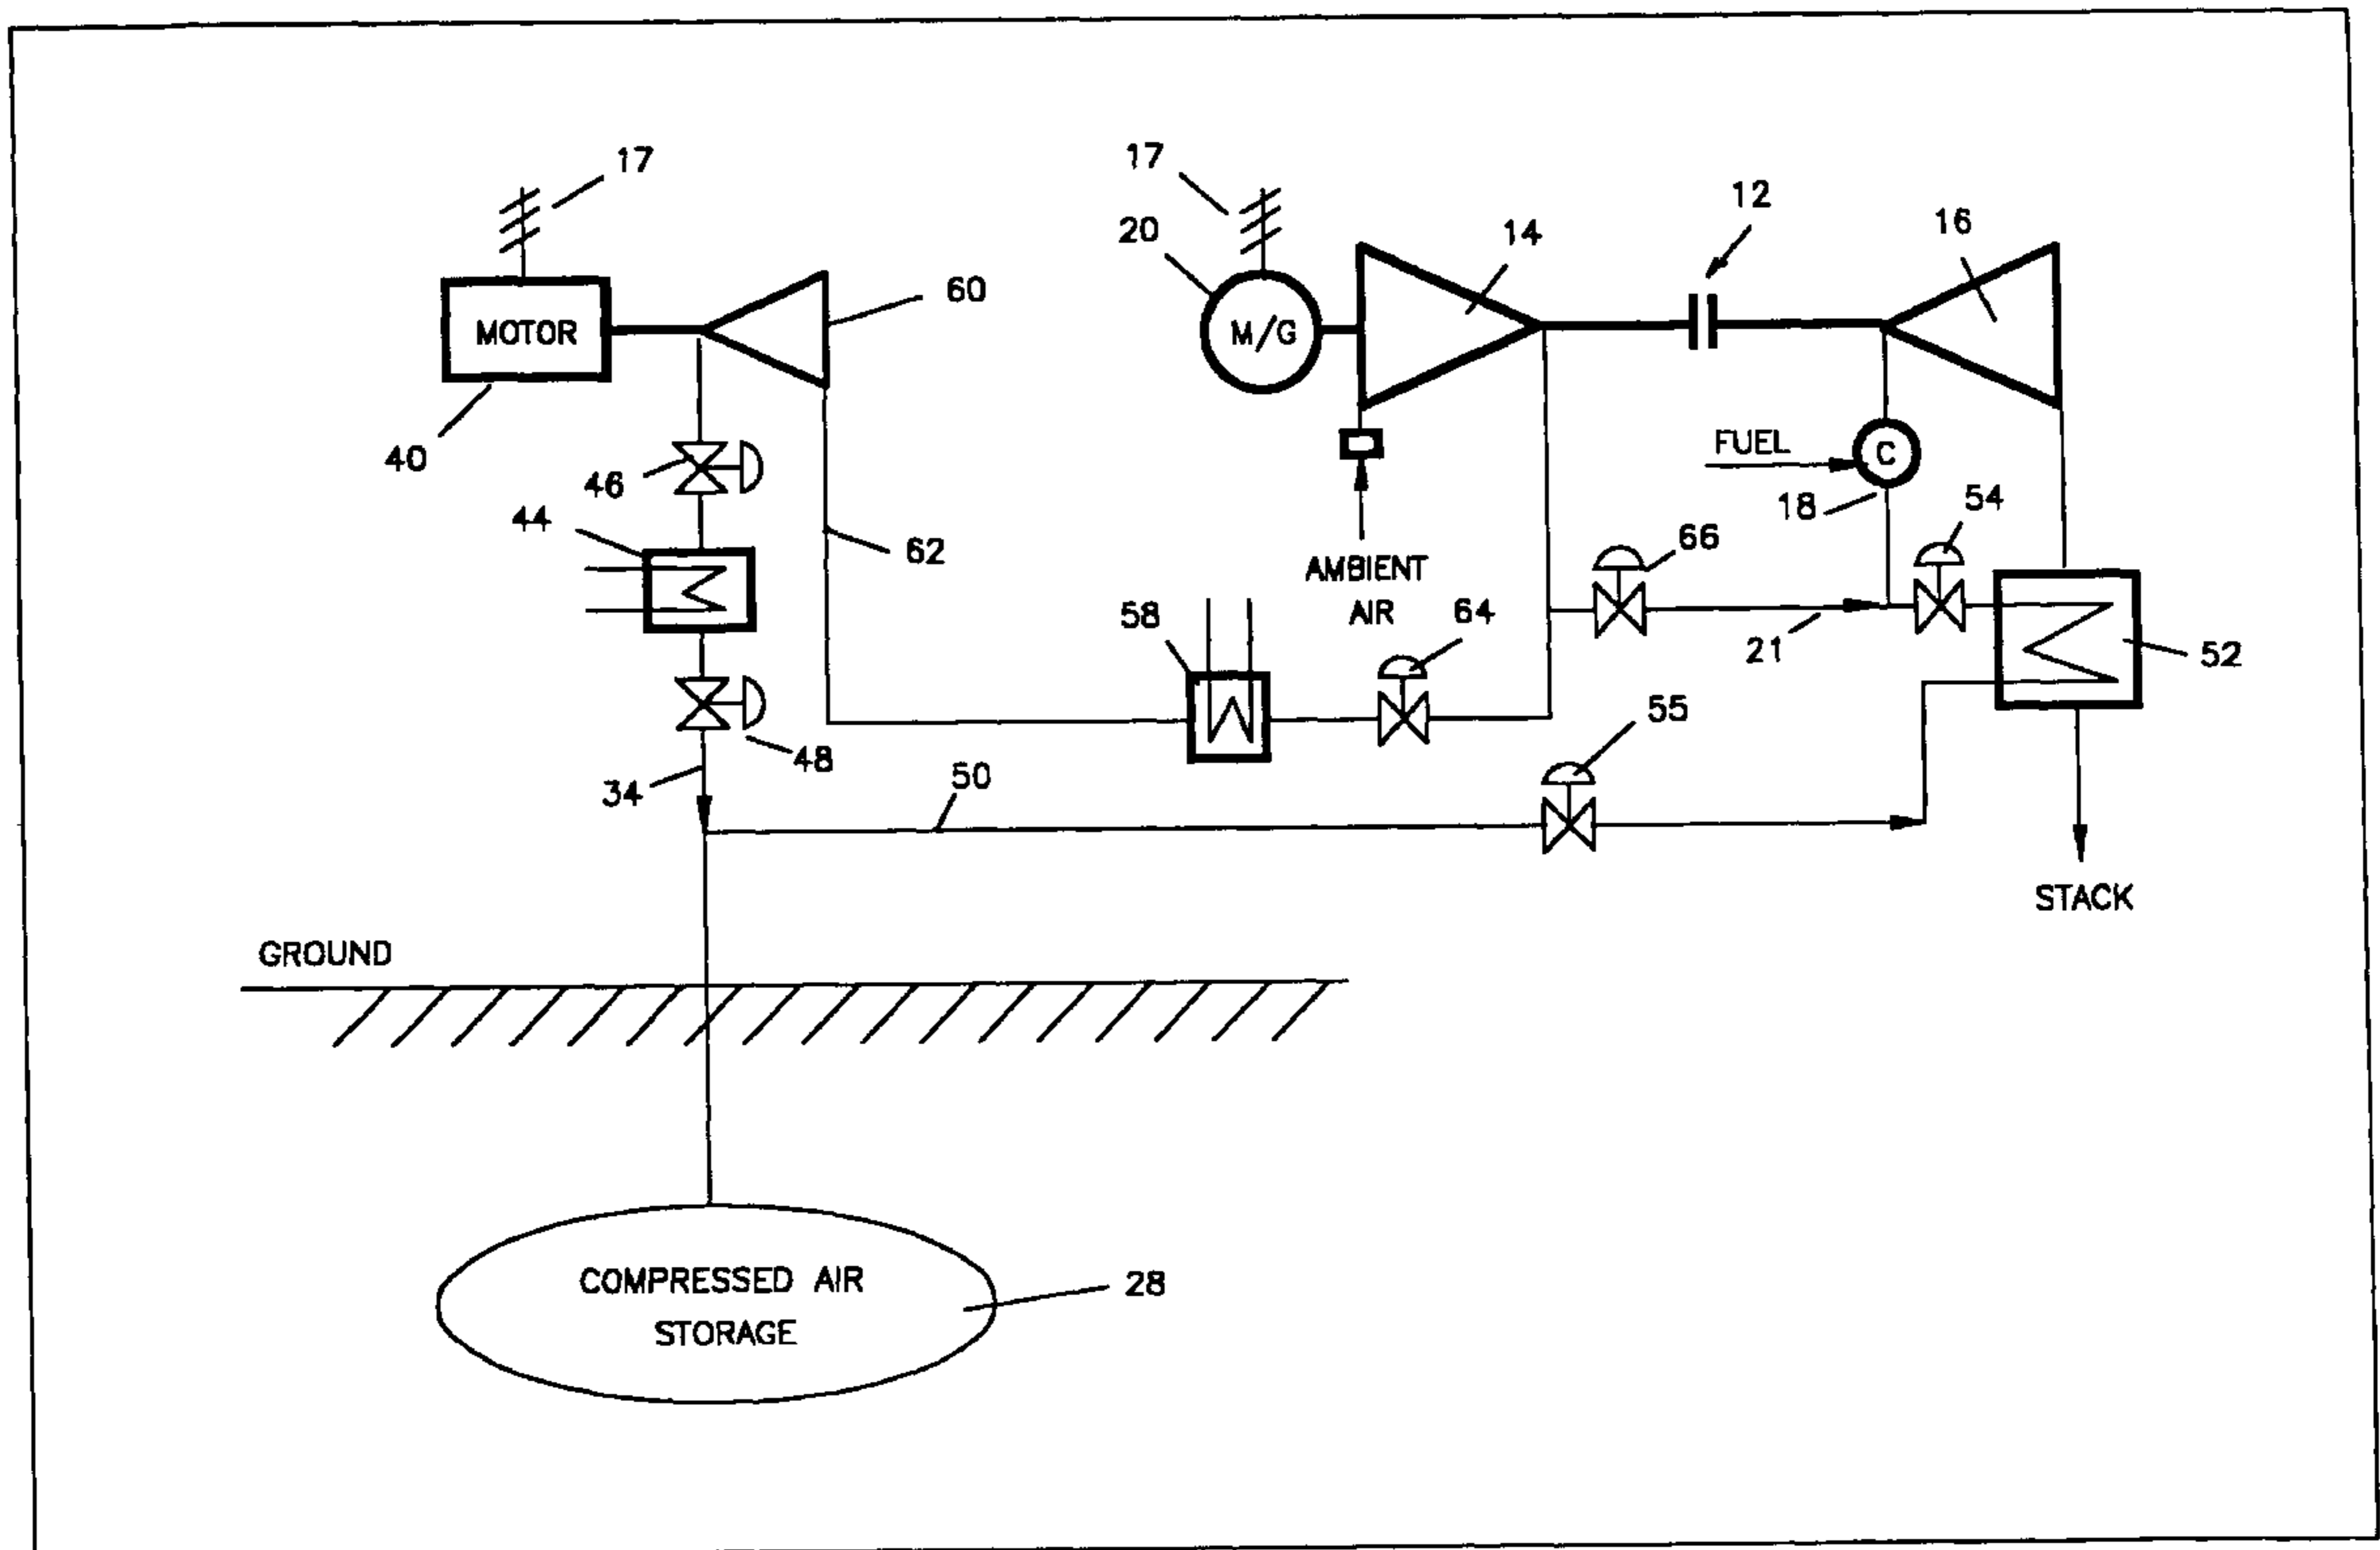 17
17
12
20
14
16
MOTOR
60
M/G
40
46
FUEL
C
44
18
54
62
66
AMBIENT
AIR
58
64
21
52
48
55
34
50
STACK
GROUND
COMPRESSED AIR
STORAGE
28